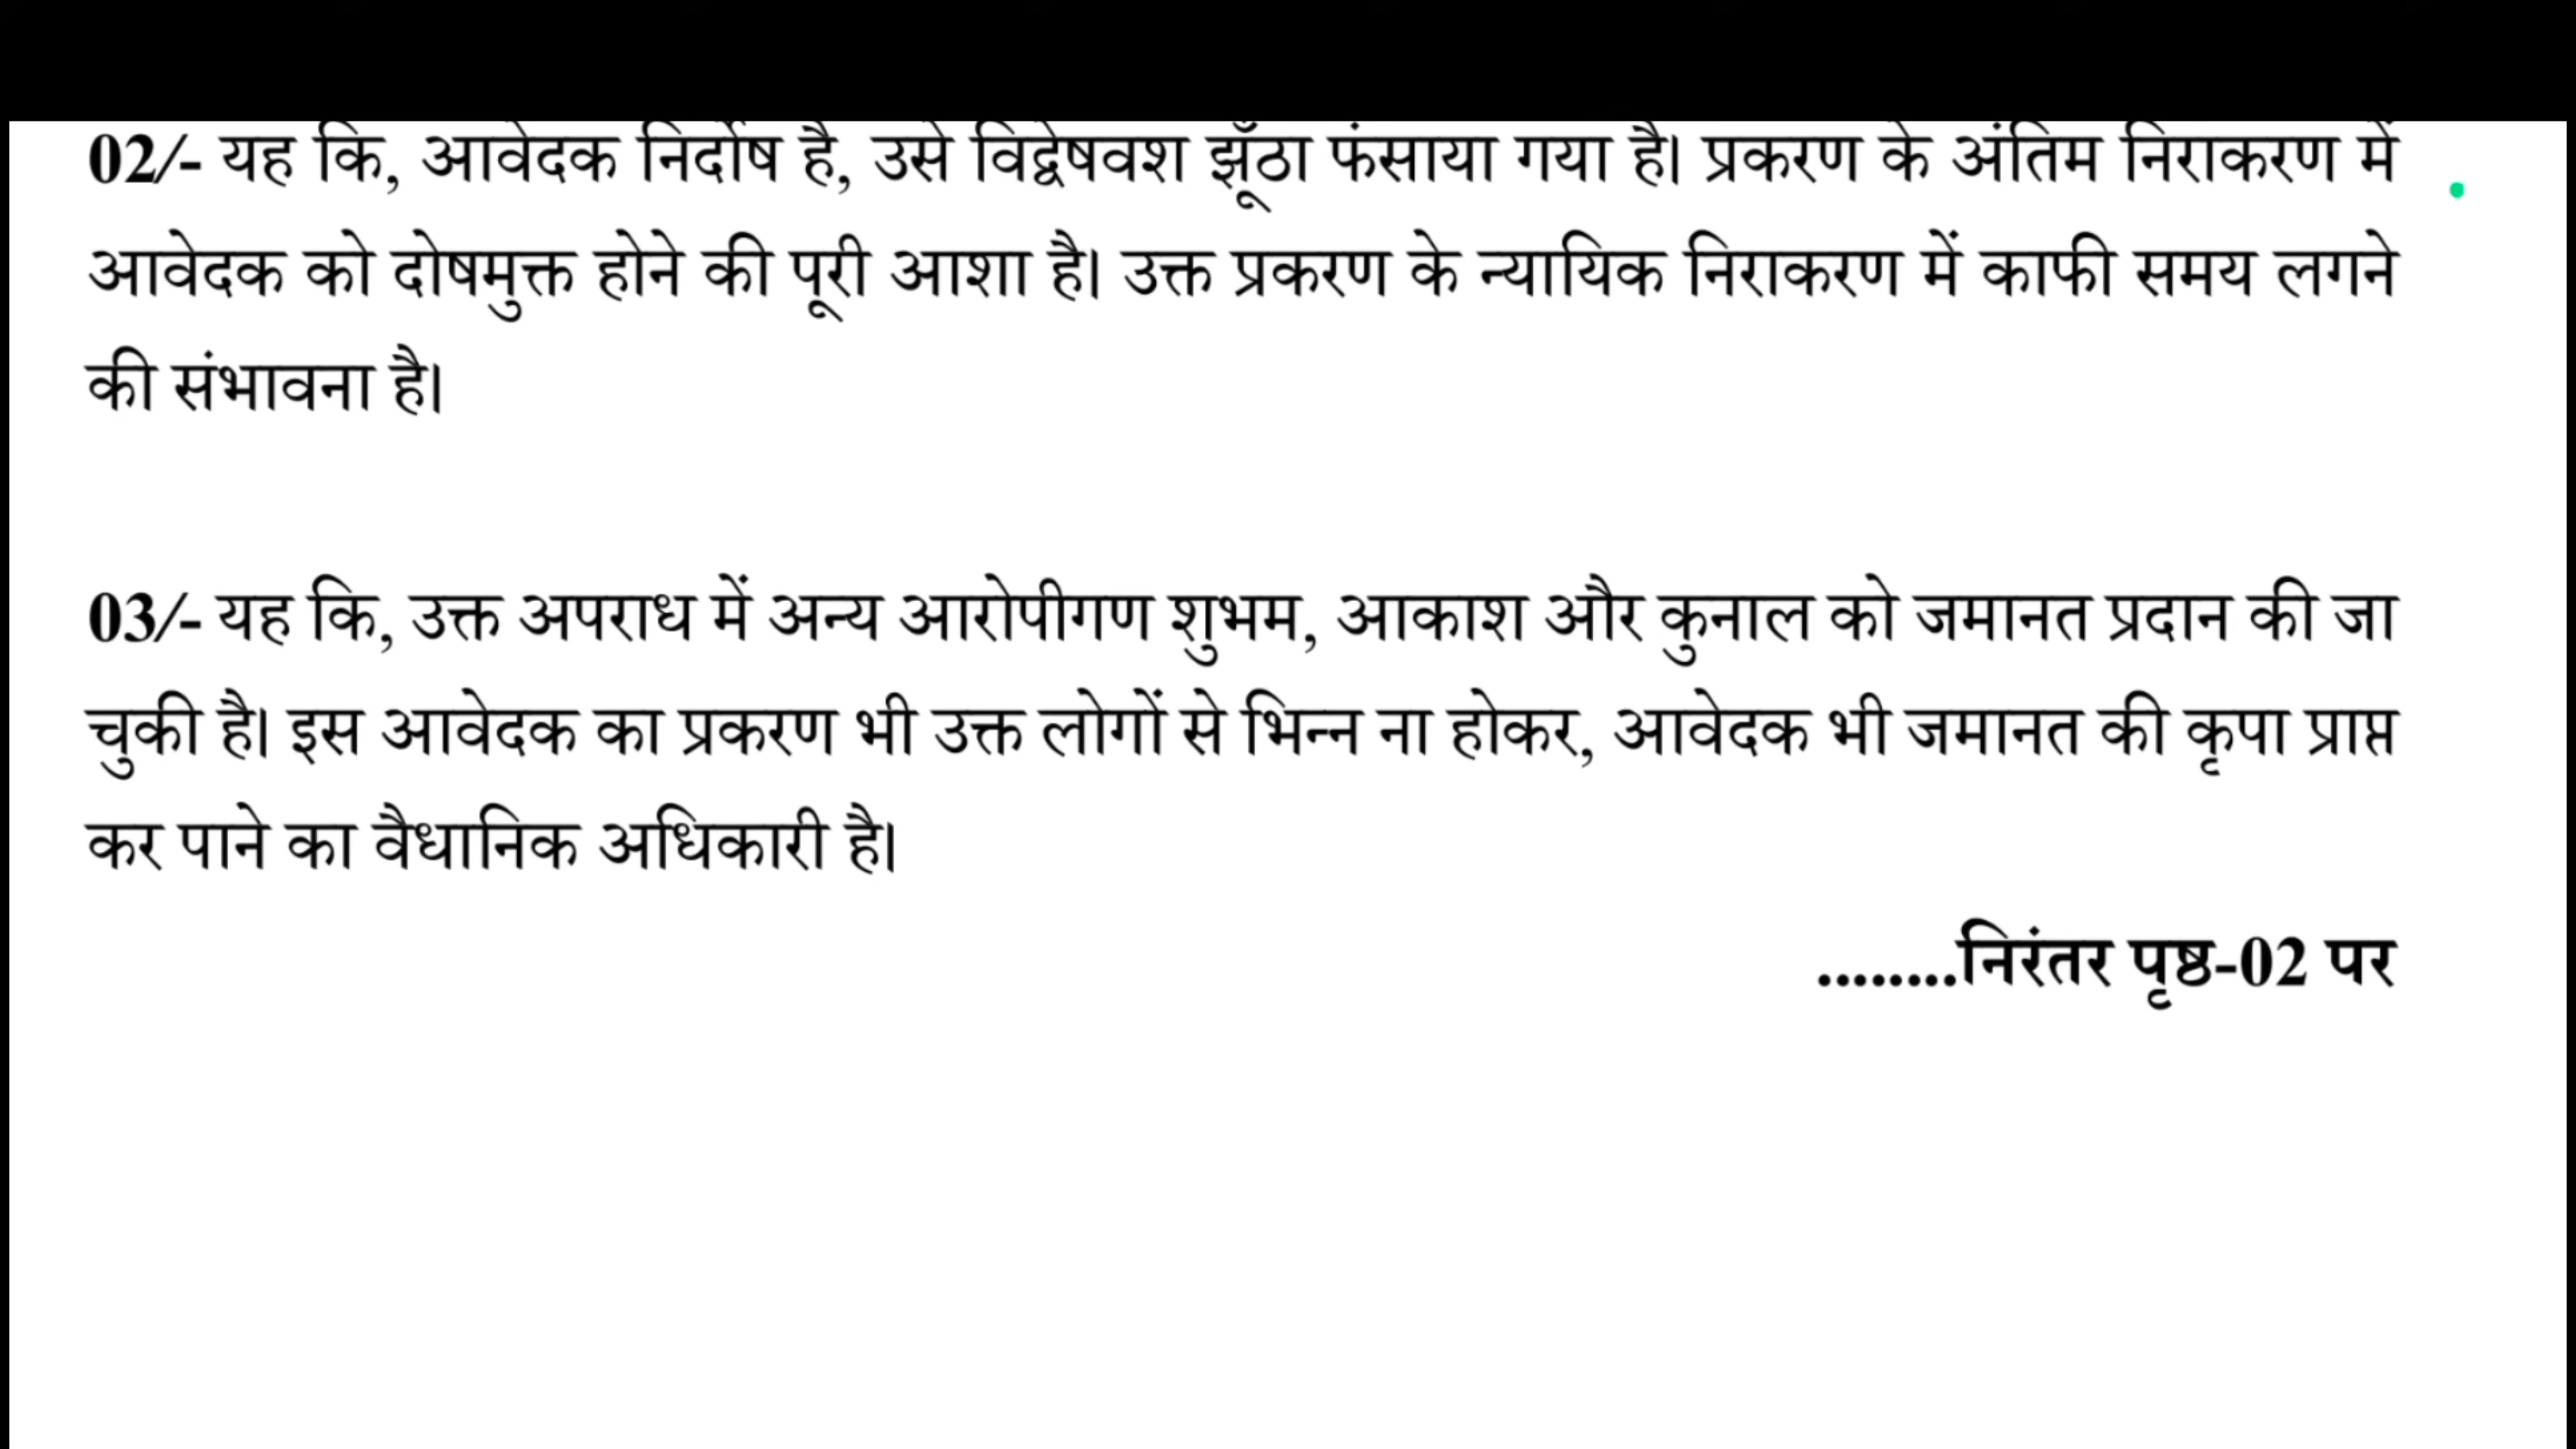 02/- यह कि, आवेदक निर्दोष है, उसे विद्वेषवश झूँठा फंसाया गया है। प्रकरण के अंतिम निराकरण में
आवेदक को दोषमुक्त होने की पूरी आशा है। उक्त प्रकरण के न्यायिक निराकरण में काफी समय लगने
की संभावना है।
03/- यह कि, उक्त अपराध में अन्य आरोपीगण शुभम, आकाश और कुनाल को जमानत प्रदान की जा
चुकी है। इस आवेदक का प्रकरण भी उक्त लोगों से भिन्न ना होकर, आवेदक भी जमानत की कृपा प्राप्त
कर पाने का वैधानिक अधिकारी है।
........निरंतर पृष्ठ-02 पर